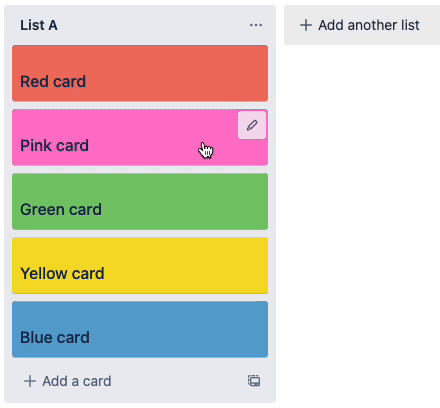 List A
Red card
Pink card
Green card
Yellow card
Blue card
Add a card
Add another list